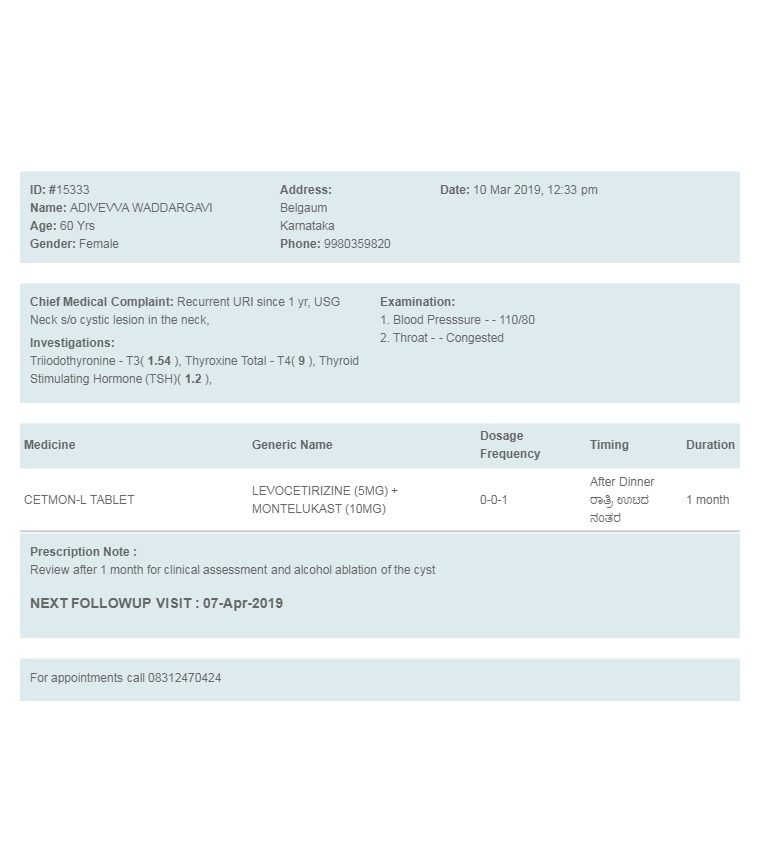 ID: #15333
Name: ADIVEVVA WADDARGAVI
Age: 60 Yrs
Gender: Female
Address:
Belgaum
Karnataka
Phone: 9980359820
Date: 10 Mar 2019, 12:33 pm
Chief Medical Complaint: Recurrent URI since 1 yr, USG
Neck s/o cystic lesion in the neck,
Investigations:
Triiodothyronine - T3( 1.54 ), Thyroxine Total - T4( 9 ), Thyroid
Stimulating Hormone (TSH)( 1.2 ),
Examination:
1. Blood Presssure - - 110/80
2. Throat - - Congested
Medicine
Generic Name
Dosage
Frequency
Timing
Duration
CETMON-L TABLET
LEVOCETIRIZINE (5MG) +
MONTELUKAST (10MG)
0-0-1
After Dinner
ರಾತ್ರಿ ಊಟದ
ನಂತರ
1 month
Prescription Note :
Review after 1 month for clinical assessment and alcohol ablation of the cyst
NEXT FOLLOWUP VISIT : 07-Apr-2019
For appointments call 08312470424